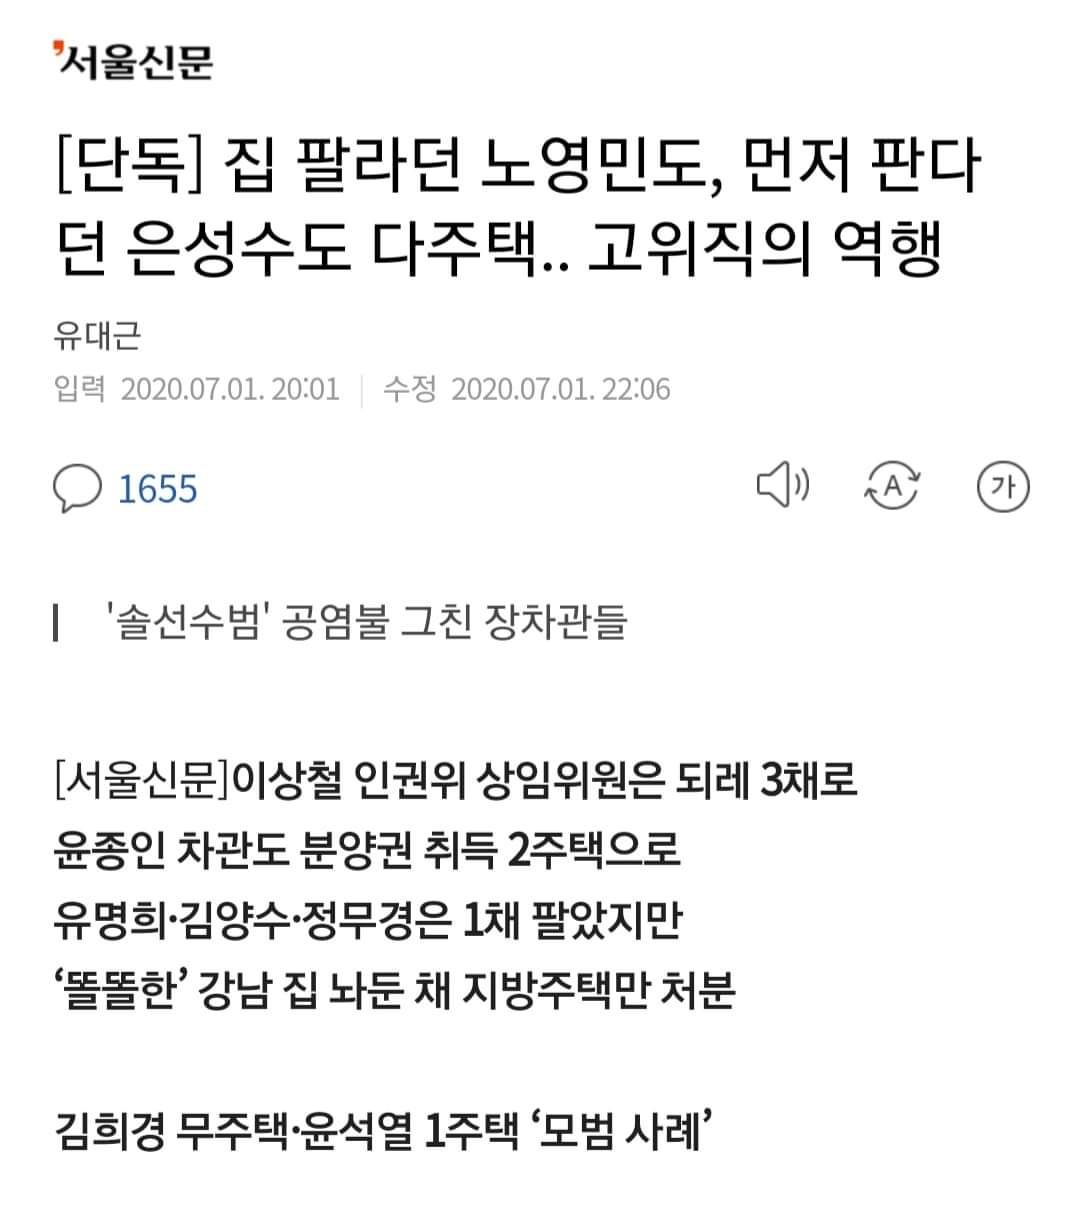 서울신문
[단독] 집 팔라던 노영민도, 먼저 판다
던 은성수도 다주택.. 고위직의 역행
유대근
입력 2020.07.01. 20:01 수정 2020.07.01. 22:06
1655 A 가
'솔선수범' 공염불 그친 장차관들
[서울신문]이상철 인권위 상임위원은 되레 3채로
윤종인 차관도 분양권 취득 2주택으로
유명희·김양수·정무경은 1채 팔았지만
‘똘똘한’ 강남 집 놔둔 채 지방주택만 처분
김희경 무주택·윤석열 1주택 ‘모범 사례’